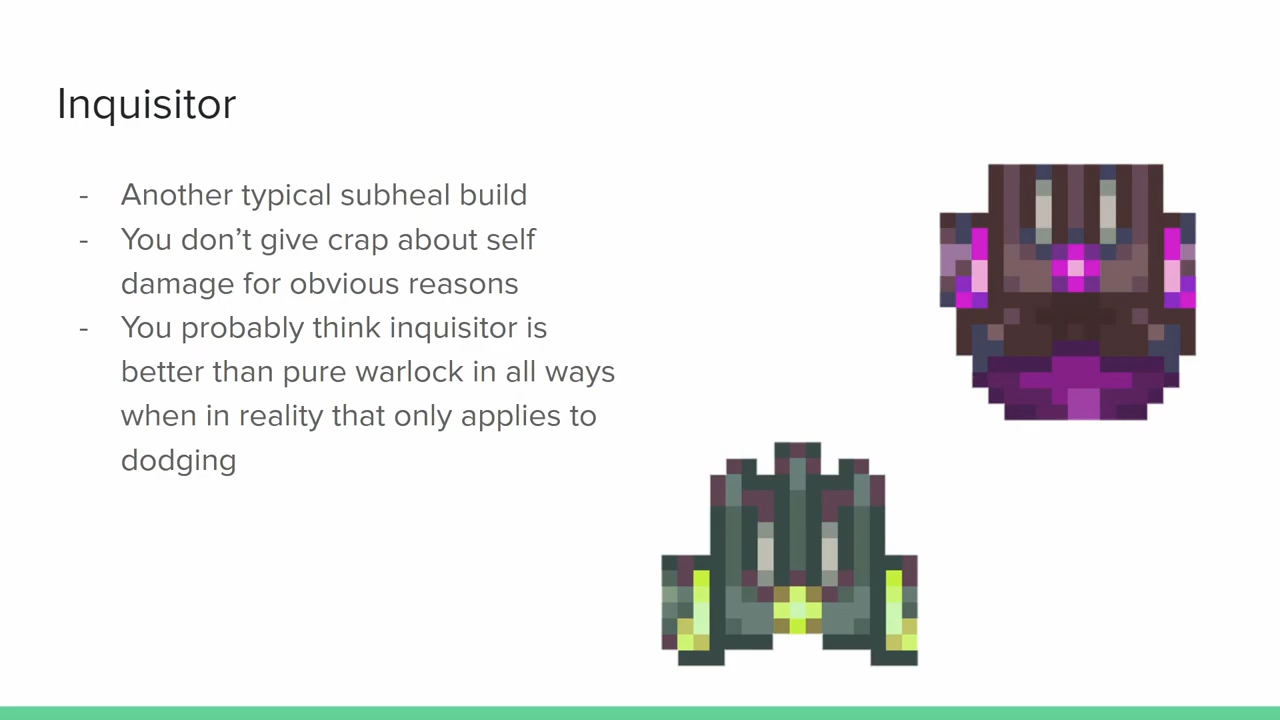 Inquisitor
- Another typical subheal build
- You don’t give crap about self
damage for obvious reasons
- You probably think inquisitor is
better than pure warlock in all ways
when in reality that only applies to
dodging